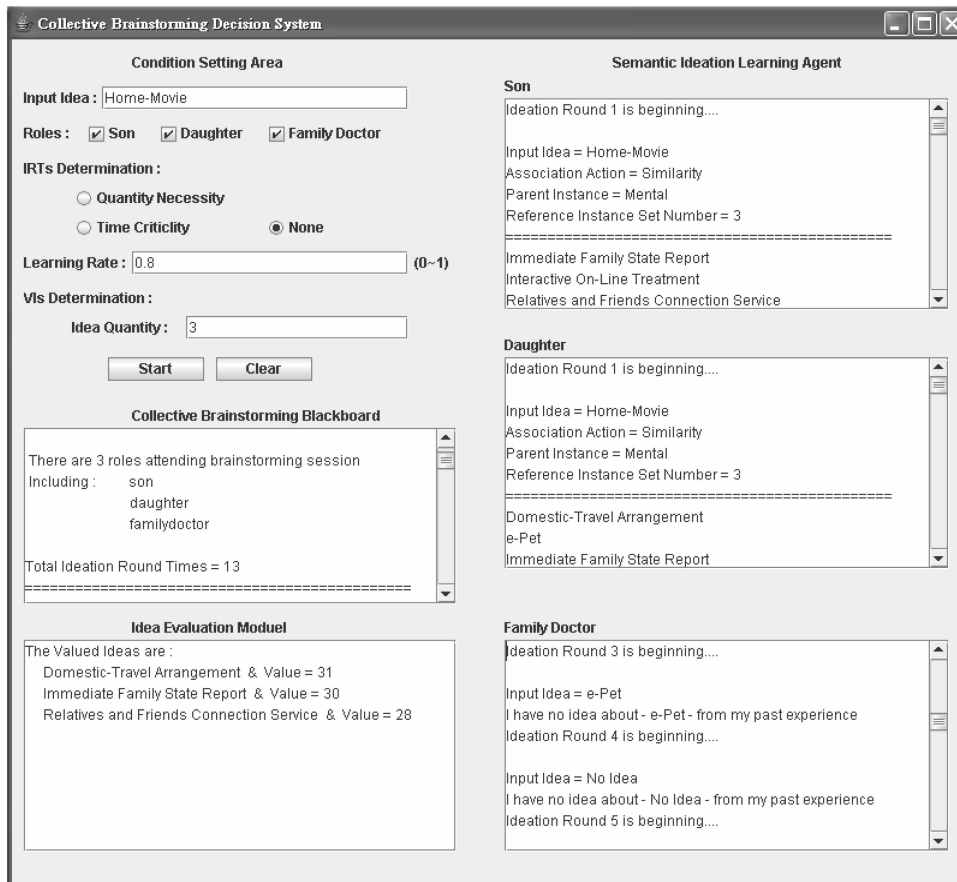 Collective Brainstorming Decision System
Condition Setting Area
Input Idea : Home-Movie
Roles : Son Daughter Family Doctor
IRTs Determination :
Quantity Necessity
Time Criticlity None
Learning Rate : 0.8 (0~1)
VIs Determination :
Idea Quantity : 3
Start Clear
Collective Brainstorming Blackboard
There are 3 roles attending brainstorming session
Including : son
daughter
familydoctor
Total Ideation Round Times = 13
==============================================
Idea Evaluation Moduel
The Valued Ideas are :
Domestic-Travel Arrangement & Value = 31
Immediate Family State Report & Value = 30
Relatives and Friends Connection Service & Value = 28
Semantic Ideation Learning Agent
Son
Ideation Round 1 is beginning....
Input Idea = Home-Movie
Association Action = Similarity
Parent Instance = Mental
Reference Instance Set Number = 3
==============================================
Immediate Family State Report
Interactive On-Line Treatment
Relatives and Friends Connection Service
Daughter
Ideation Round 1 is beginning....
Input Idea = Home-Movie
Association Action = Similarity
Parent Instance = Mental
Reference Instance Set Number = 3
==============================================
Domestic-Travel Arrangement
e-Pet
Immediate Family State Report
Family Doctor
Ideation Round 3 is beginning....
Input Idea = e-Pet
I have no idea about - e-Pet - from my past experience
Ideation Round 4 is beginning....
Input Idea = No Idea
I have no idea about - No Idea - from my past experience
Ideation Round 5 is beginning....